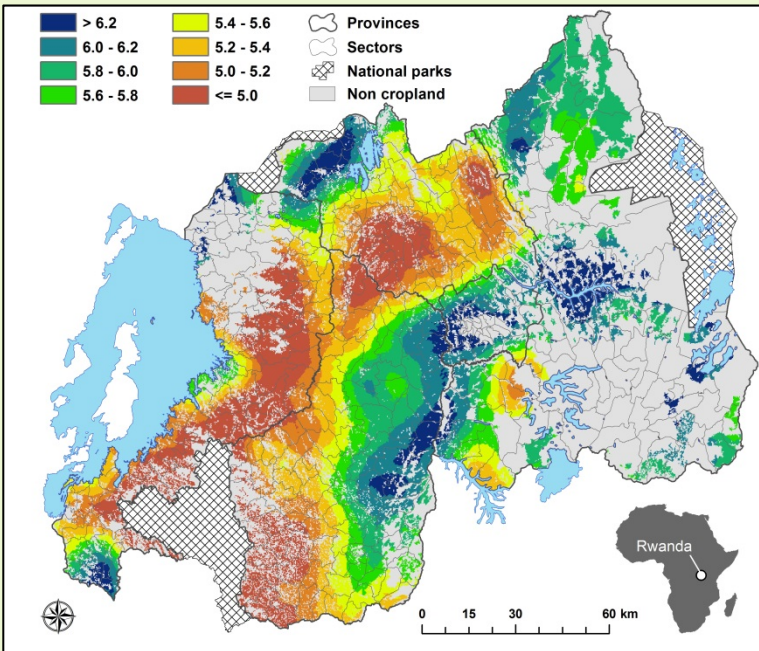 > 6.2
6.0 - 6.2
5.8 - 6.0
5.6 - 5.8
5.4 - 5.6
5.2 - 5.4
5.0 - 5.2
<= 5.0
Provinces
Sectors
National parks
Non cropland
Rwanda
0 15 30 60 km